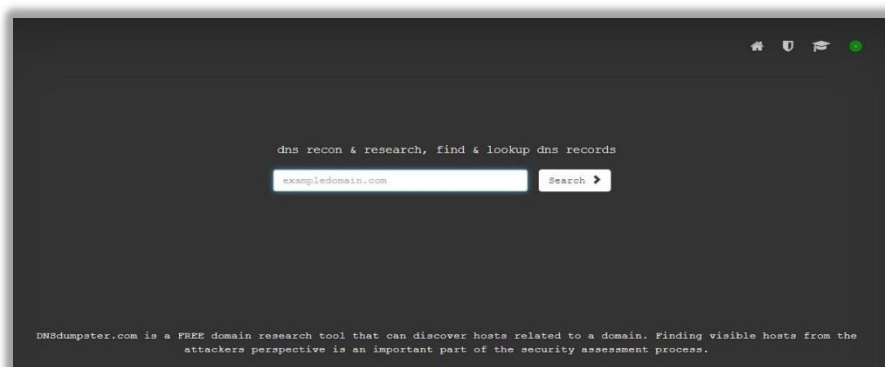 dns recon & research, find & lookup dns records
exampledomain.com
Search
DNSdumpster.com is a FREE domain research tool that can discover hosts related to a domain. Finding visible hosts from the
attackers perspective is an important part of the security assessment process.